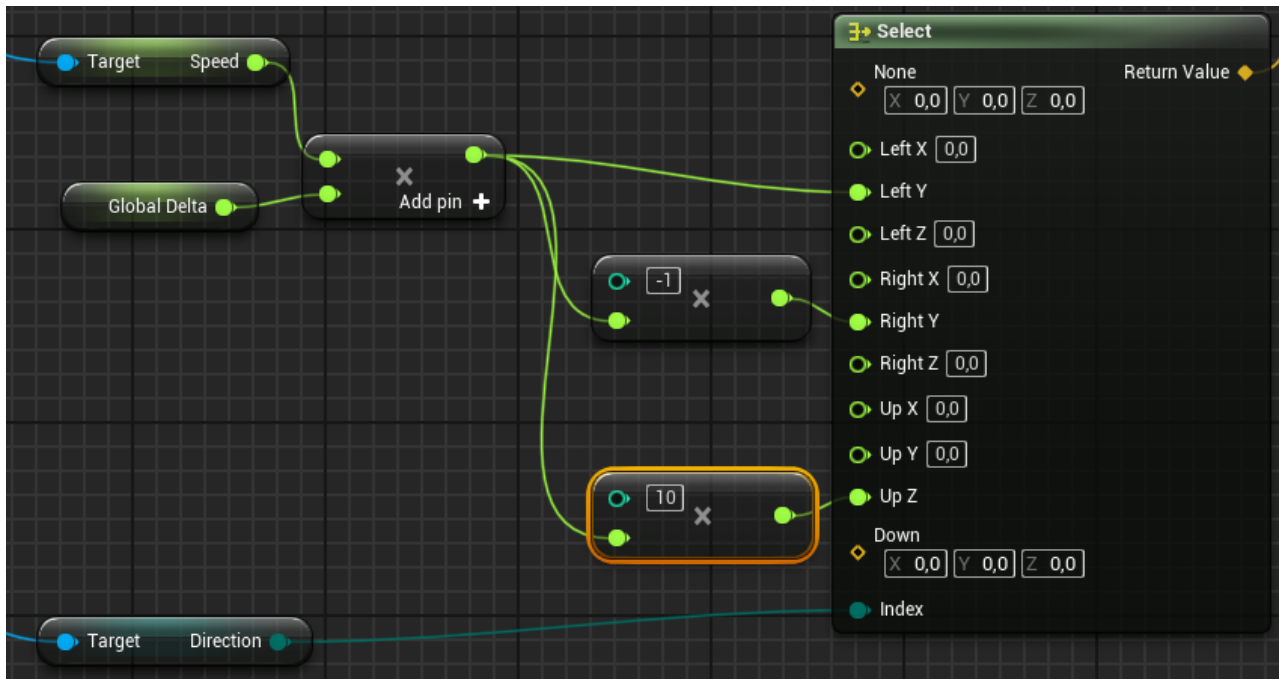 Target Speed
Global Delta
×
Add pin +
-1
×
10
×
Target Direction
Select
None Return Value
X 0,0 Y 0,0 Z 0,0
Left X 0,0
Left Y
Left Z 0,0
Right X 0,0
Right Y
Right Z 0,0
Up X 0,0
Up Y 0,0
Up Z
Down
X 0,0 Y 0,0 Z 0,0
Index